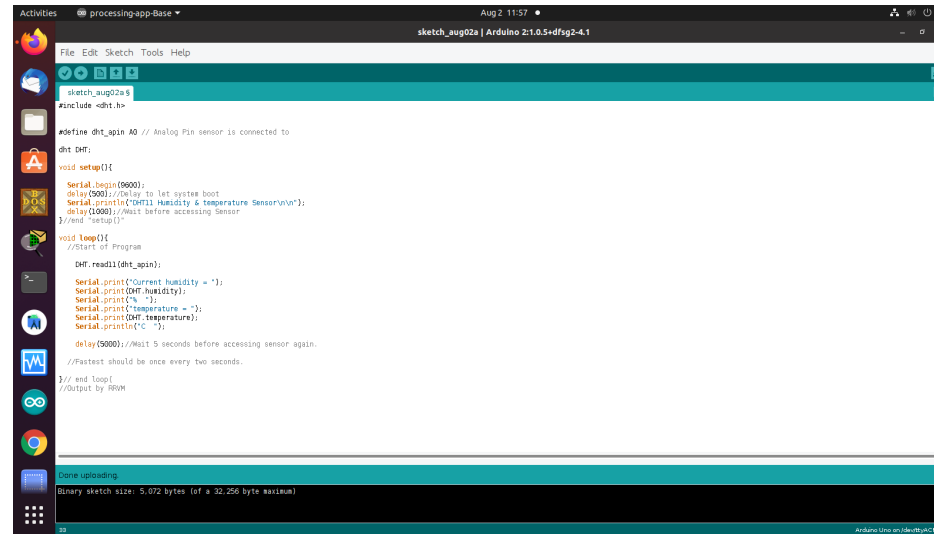 Activities processing-app-Base Aug 2 11:57
sketch_aug02a | Arduino 2:1.0.5+dfsg2-4.1
File Edit Sketch Tools Help
sketch_aug02a §
#include <dht.h>
#define dht_apin A0 // Analog Pin sensor is connected to
dht DHT;
void setup(){
Serial.begin(9600);
delay(500);//Delay to let system boot
Serial.println("DHT11 Humidity & temperature Sensor\n\n");
delay(1000);//Wait before accessing Sensor
}//end "setup()"
void loop(){
//Start of Program
DHT.read11(dht_apin);
Serial.print("Current humidity = ");
Serial.print(DHT.humidity);
Serial.print("%  ");
Serial.print("temperature = ");
Serial.print(DHT.temperature);
Serial.println("C  ");
delay(5000);//Wait 5 seconds before accessing sensor again.
//Fastest should be once every two seconds.
}// end loop(
//Output by RRVM
Done uploading.
Binary sketch size: 5,072 bytes (of a 32,256 byte maximum)
33 Arduino Uno on /dev/ttyAC